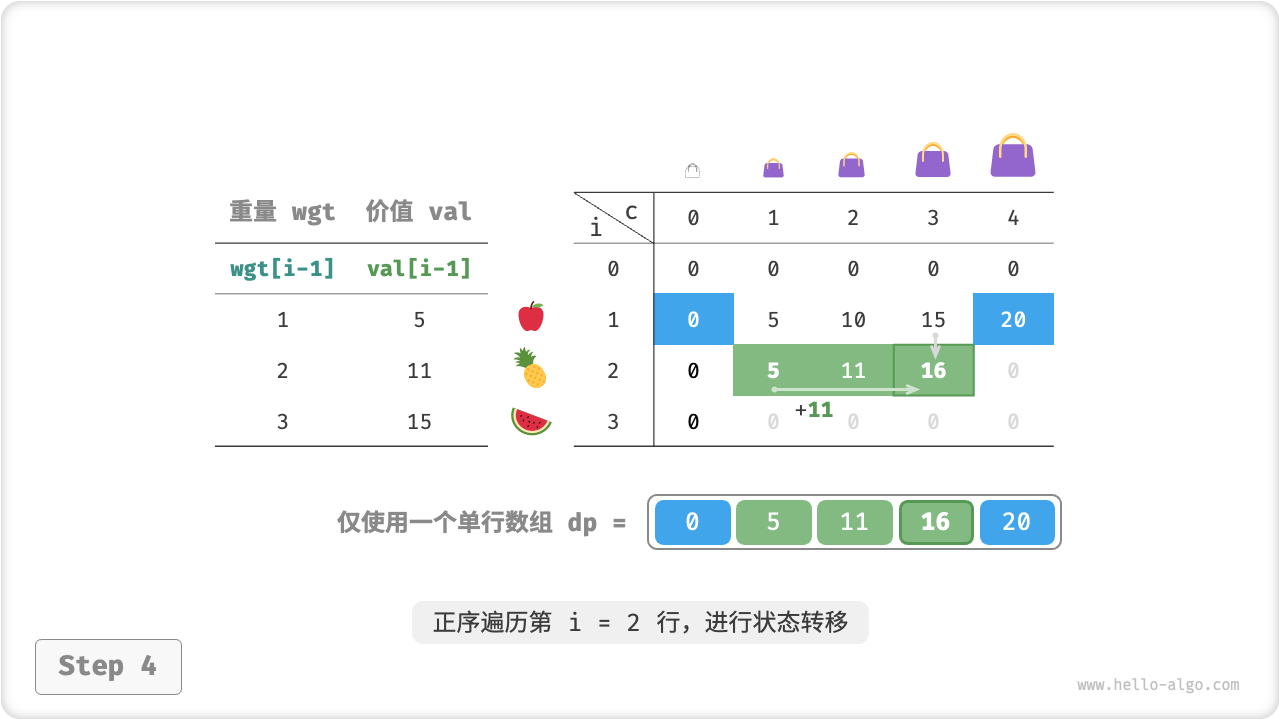 重量 wgt 价值 val
wgt[i-1] val[i-1]
1 5
2 11
3 15
c
i
0 1 2 3 4
0 0 0 0 0 0
1 0 5 10 15 20
2 0 5 11 16 0
+11
3 0 0 0 0 0
仅使用一个单行数组 dp = 0 5 11 16 20
正序遍历第 i = 2 行，进行状态转移
Step 4
www.hello-algo.com